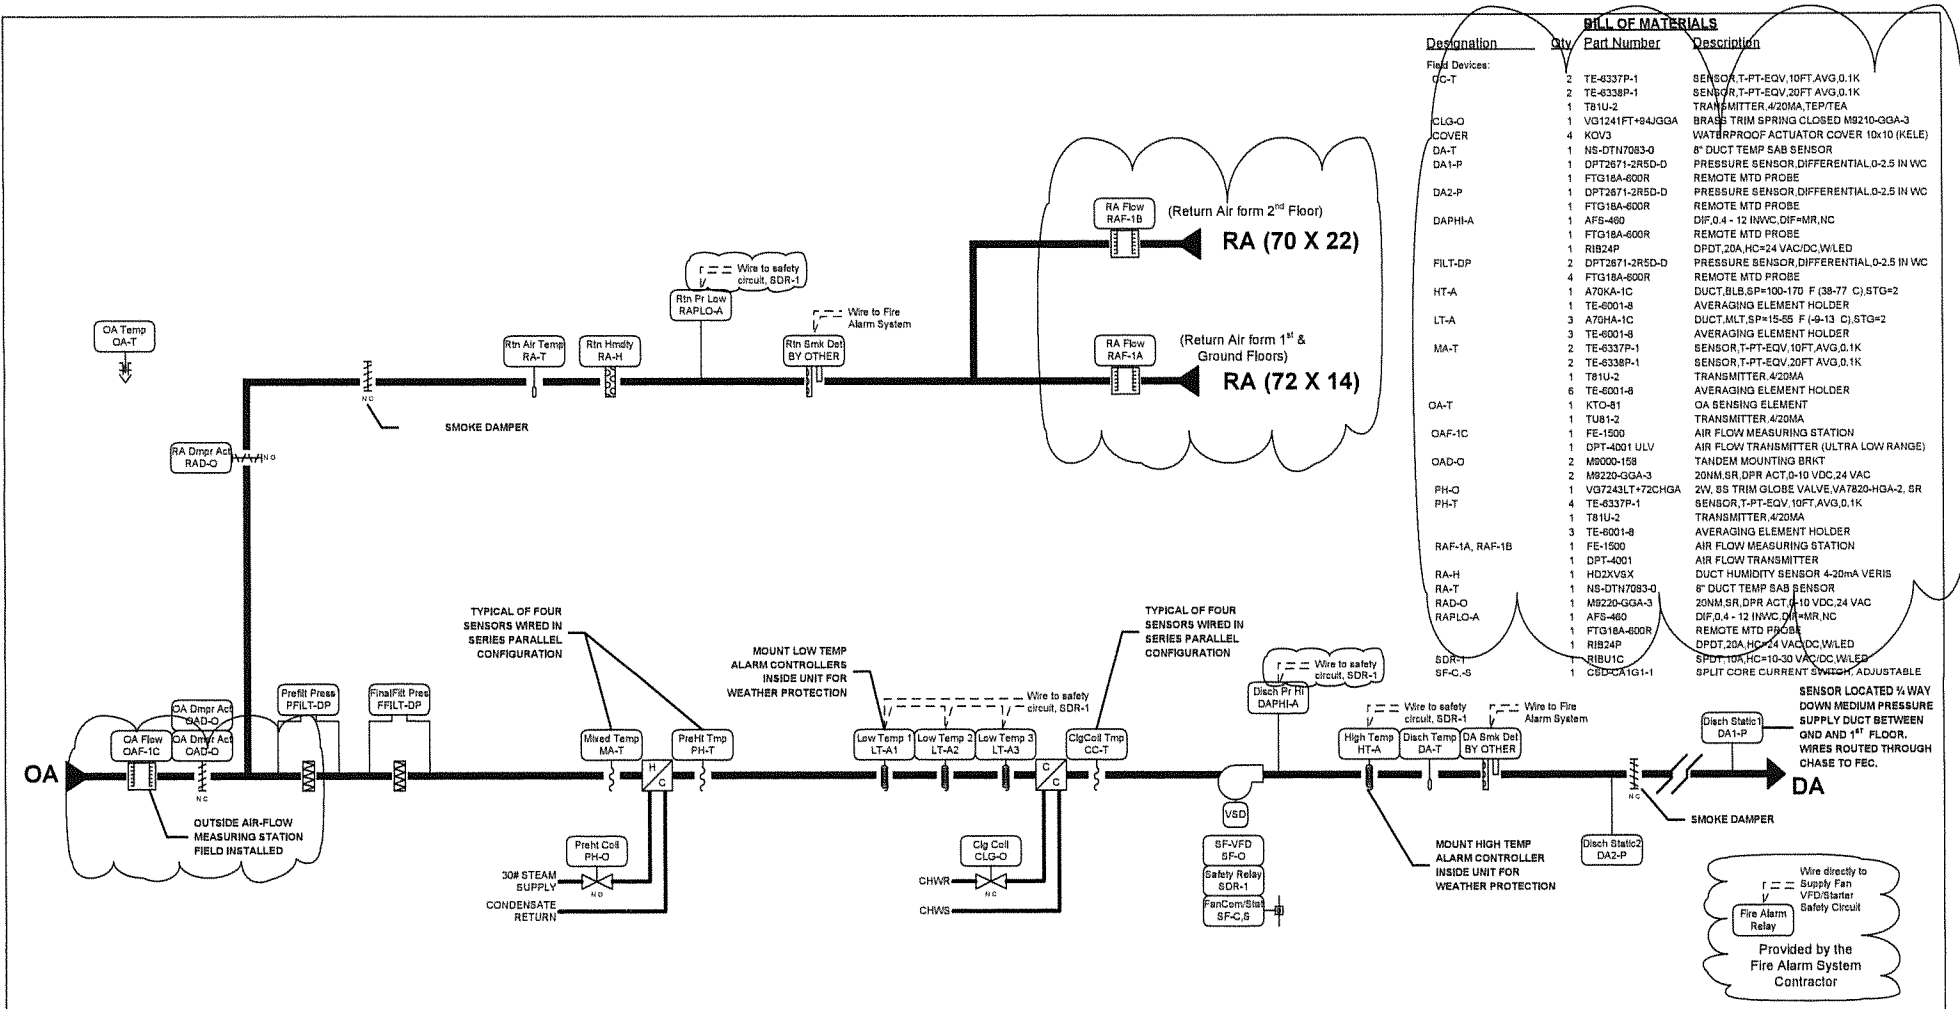 BILL OF MATERIALS
Designation Qty Part Number Description
Field Devices:
CC-T 2 TE-6337P-1 SENSOR,T-PT-EQV,10FT,AVG,0.1K
2 TE-6338P-1 SENSOR,T-PT-EQV,20FT AVG,0.1K
1 T81U-2 TRANSMITTER,4/20MA,TEP/TEA
CLG-O 1 VG1241FT+94JGGA BRASS TRIM SPRING CLOSED M9210-GGA-3
COVER 4 KOV3 WATERPROOF ACTUATOR COVER 10x10 (KELE)
DA-T 1 NS-DTN7083-0 8" DUCT TEMP SAB SENSOR
DA1-P 1 DPT2671-2R5D-D PRESSURE SENSOR,DIFFERENTIAL,0-2.5 IN WC
1 FTG18A-600R REMOTE MTD PROBE
DA2-P 1 DPT2671-2R5D-D PRESSURE SENSOR,DIFFERENTIAL,0-2.5 IN WC
1 FTG18A-600R REMOTE MTD PROBE
DAPHI-A 1 AFS-460 DIF,0.4 - 12 INWC,DIF=MR,NC
1 FTG18A-600R REMOTE MTD PROBE
1 RIB24P DPDT,20A,HC=24 VAC/DC,W/LED
FILT-DP 2 DPT2671-2R5D-D PRESSURE SENSOR,DIFFERENTIAL,0-2.5 IN WC
4 FTG18A-600R REMOTE MTD PROBE
HT-A 1 A70KA-1C DUCT,BLB,SP=100-170 F (38-77 C),STG=2
1 TE-6001-8 AVERAGING ELEMENT HOLDER
LT-A 3 A70HA-1C DUCT,MLT,SP=15-55 F (-9-13 C),STG=2
3 TE-6001-8 AVERAGING ELEMENT HOLDER
MA-T 2 TE-6337P-1 SENSOR,T-PT-EQV,10FT,AVG,0.1K
2 TE-6338P-1 SENSOR,T-PT-EQV,20FT AVG,0.1K
1 T81U-2 TRANSMITTER,4/20MA
6 TE-6001-8 AVERAGING ELEMENT HOLDER
OA-T 1 KTO-81 OA SENSING ELEMENT
1 TU81-2 TRANSMITTER,4/20MA
OAF-1C 1 FE-1500 AIR FLOW MEASURING STATION
1 DPT-4001 ULV AIR FLOW TRANSMITTER (ULTRA LOW RANGE)
OAD-O 2 M9000-158 TANDEM MOUNTING BRKT
2 M9220-GGA-3 20NM,SR,DPR ACT,0-10 VDC,24 VAC
PH-O 1 VG7243LT+72CHGA 2W, SS TRIM GLOBE VALVE,VA7820-HGA-2, SR
PH-T 4 TE-6337P-1 SENSOR,T-PT-EQV,10FT,AVG,0.1K
1 T81U-2 TRANSMITTER,4/20MA
3 TE-6001-8 AVERAGING ELEMENT HOLDER
RAF-1A, RAF-1B 1 FE-1500 AIR FLOW MEASURING STATION
1 DPT-4001 AIR FLOW TRANSMITTER
RA-H 1 HD2XVSX DUCT HUMIDITY SENSOR 4-20mA VERIS
RA-T 1 NS-DTN7083-0 8" DUCT TEMP SAB SENSOR
RAD-O 1 M9220-GGA-3 20NM,SR,DPR ACT,0-10 VDC,24 VAC
RAPLO-A 1 AFS-460 DIF,0.4 - 12 INWC,DIF=MR,NC
1 FTG18A-600R REMOTE MTD PROBE
1 RIB24P DPDT,20A,HC=24 VAC/DC,W/LED
SDR-1 1 RIBU1C SPDT,10A,HC=10-30 VAC/DC,W/LED
SF-C,-S 1 CSD-CA1G1-1 SPLIT CORE CURRENT SWITCH, ADJUSTABLE
RA Flow
RAF-1B
(Return Air form 2nd Floor)
RA (70 X 22)
Wire to safety
circuit, SDR-1
Rtn Pr Low
RAPLO-A
Wire to Fire
Alarm System
OA Temp
OA-T
Rtn Air Temp
RA-T
Rtn Hmdty
RA-H
Rtn Smk Det
BY OTHER
RA Flow
RAF-1A
(Return Air form 1st &
Ground Floors)
RA (72 X 14)
N C
SMOKE DAMPER
RA Dmpr Act
RAD-O
N O
TYPICAL OF FOUR
SENSORS WIRED IN
SERIES PARALLEL
CONFIGURATION
MOUNT LOW TEMP
ALARM CONTROLLERS
INSIDE UNIT FOR
WEATHER PROTECTION
TYPICAL OF FOUR
SENSORS WIRED IN
SERIES PARALLEL
CONFIGURATION
Wire to safety
circuit, SDR-1
Wire to safety
circuit, SDR-1
Disch Pr Hi
DAPHI-A
Wire to safety
circuit, SDR-1
Wire to Fire
Alarm System
SENSOR LOCATED ¾ WAY
DOWN MEDIUM PRESSURE
SUPPLY DUCT BETWEEN
GND AND 1ST FLOOR.
WIRES ROUTED THROUGH
CHASE TO FEC.
Prefilt Press
PFILT-DP
FinalFilt Pres
FFILT-DP
OA Dmpr Act
OAD-O
OA Flow
OAF-1C
OA Dmpr Act
OAD-O
Mixed Temp
MA-T
PreHt Tmp
PH-T
Low Temp 1
LT-A1
Low Temp 2
LT-A2
Low Temp 3
LT-A3
ClgCoil Tmp
CC-T
High Temp
HT-A
Disch Temp
DA-T
DA Smk Det
BY OTHER
Disch Static1
DA1-P
OA
N C
H
C
C
C
N C
DA
OUTSIDE AIR-FLOW
MEASURING STATION
FIELD INSTALLED
VSD
SMOKE DAMPER
Preht Coil
PH-O
30# STEAM
SUPPLY
N O
CONDENSATE
RETURN
Clg Coil
CLG-O
CHWR
N C
CHWS
SF-VFD
SF-O
Safety Relay
SDR-1
FanCom/Stat
SF-C,S
MOUNT HIGH TEMP
ALARM CONTROLLER
INSIDE UNIT FOR
WEATHER PROTECTION
Disch Static2
DA2-P
Wire directly to
Supply Fan
VFD/Starter
Safety Circuit
Fire Alarm
Relay
Provided by the
Fire Alarm System
Contractor